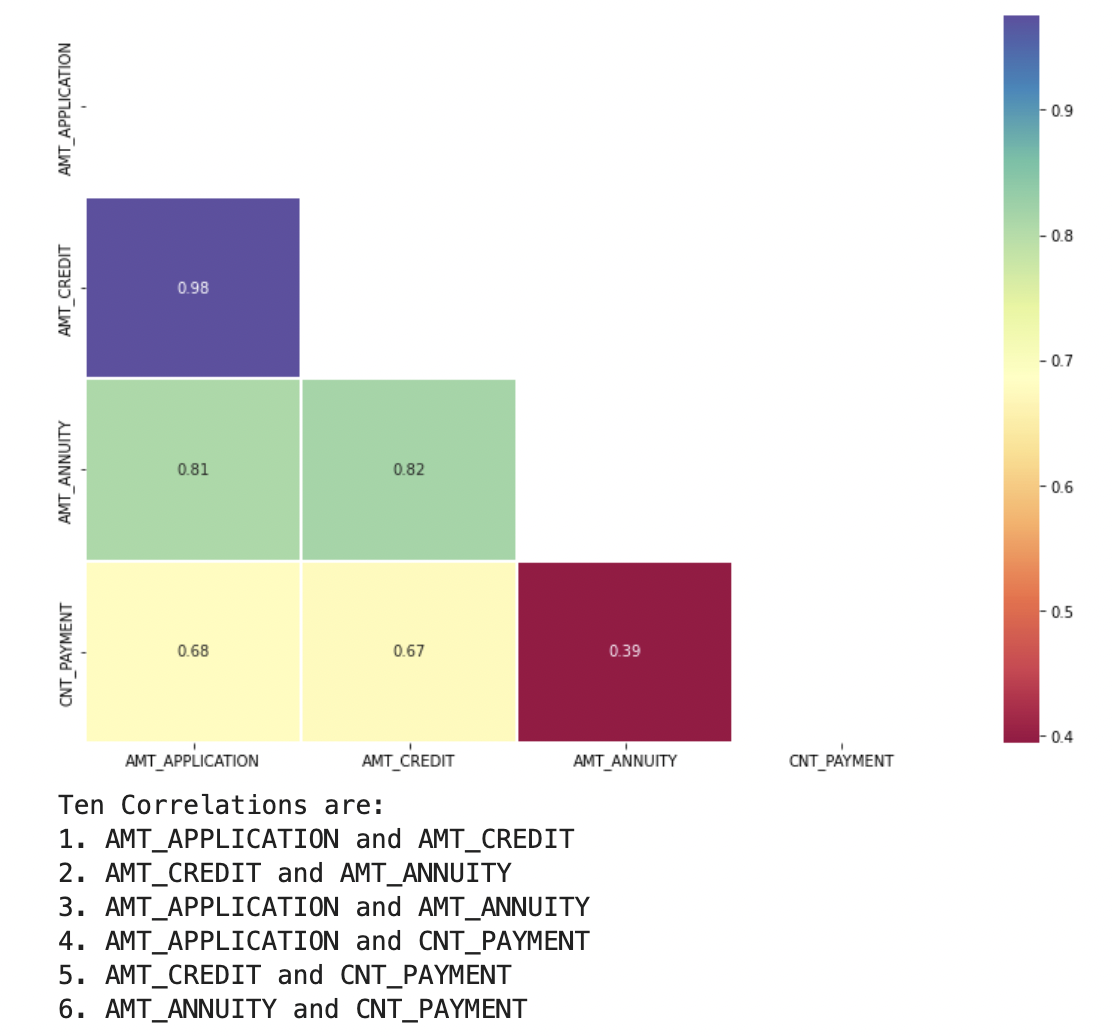 AMT_APPLICATION
AMT_CREDIT
AMT_ANNUITY
CNT_PAYMENT
0.98
0.81 0.82
0.68 0.67 0.39
AMT_APPLICATION AMT_CREDIT AMT_ANNUITY CNT_PAYMENT
0.9
0.8
0.7
0.6
0.5
0.4
Ten Correlations are:
1. AMT_APPLICATION and AMT_CREDIT
2. AMT_CREDIT and AMT_ANNUITY
3. AMT_APPLICATION and AMT_ANNUITY
4. AMT_APPLICATION and CNT_PAYMENT
5. AMT_CREDIT and CNT_PAYMENT
6. AMT_ANNUITY and CNT_PAYMENT